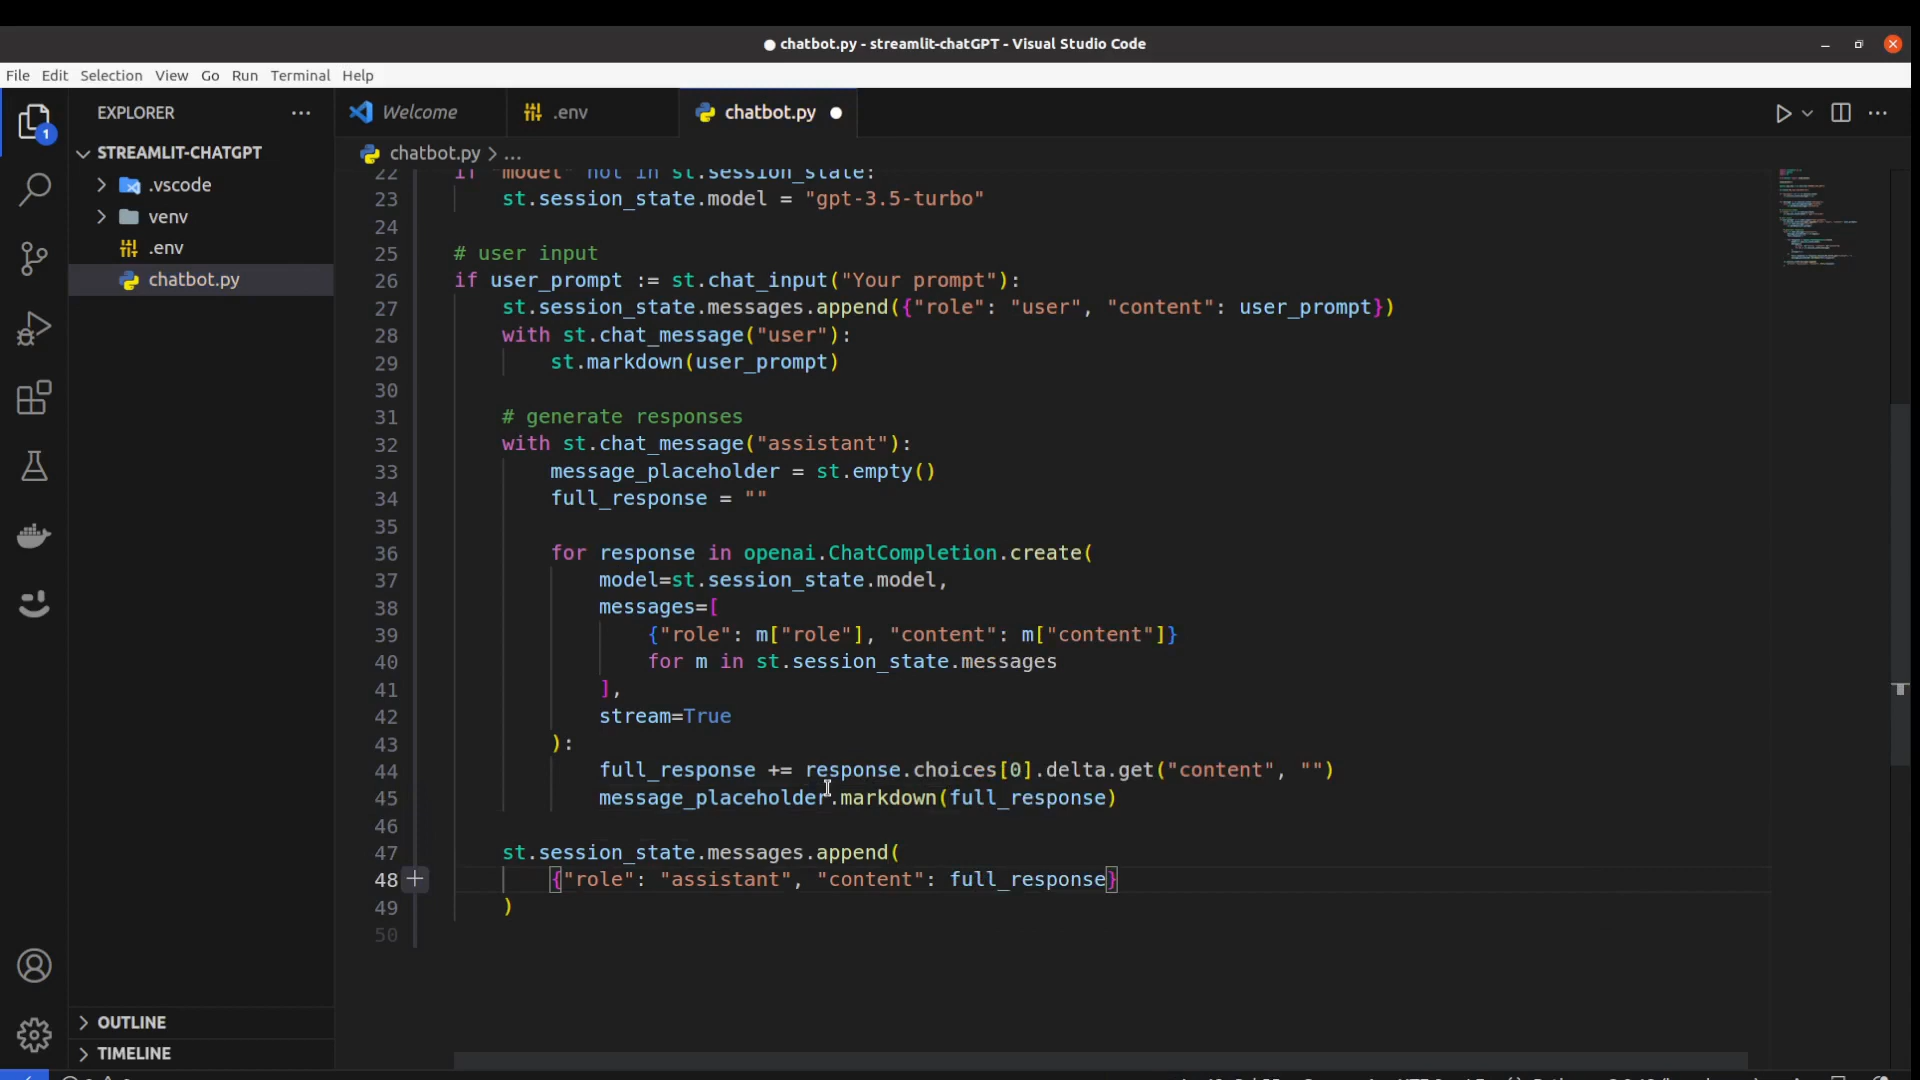 chatbot.py - streamlit-chatGPT - Visual Studio Code
File Edit Selection View Go Run Terminal Help
EXPLORER
Welcome .env chatbot.py
1
STREAMLIT-CHATGPT
chatbot.py > ...
.vscode
venv
.env
chatbot.py
22 if "model" not in st.session_state:
23 st.session_state.model = "gpt-3.5-turbo"
24
25 # user input
26 if user_prompt := st.chat_input("Your prompt"):
27 st.session_state.messages.append({"role": "user", "content": user_prompt})
28 with st.chat_message("user"):
29 st.markdown(user_prompt)
30
31 # generate responses
32 with st.chat_message("assistant"):
33 message_placeholder = st.empty()
34 full_response = ""
35
36 for response in openai.ChatCompletion.create(
37 model=st.session_state.model,
38 messages=[
39 {"role": m["role"], "content": m["content"]}
40 for m in st.session_state.messages
41 ],
42 stream=True
43 ):
44 full_response += response.choices[0].delta.get("content", "")
45 message_placeholder.markdown(full_response)
46
47 st.session_state.messages.append(
48 {"role": "assistant", "content": full_response}
49 )
50
OUTLINE
TIMELINE